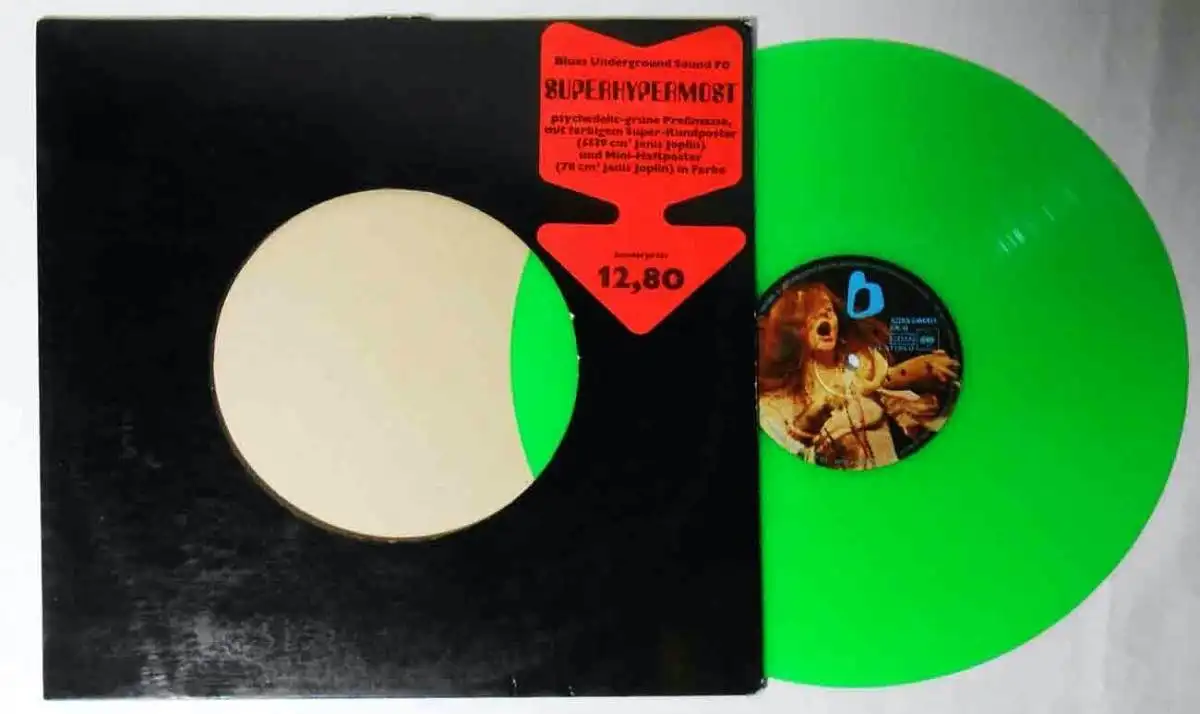 Blues Underground Sound 70
SUPERHYPERMOST
psychedelic-grüne Preßmasse,
mit farbigem Super-Rundposter
cm² Janis Joplin)
und Mini-Haftposter
(78 cm² Janis Joplin) in Farbe
Sonderpreis
12,80
b
STEREO